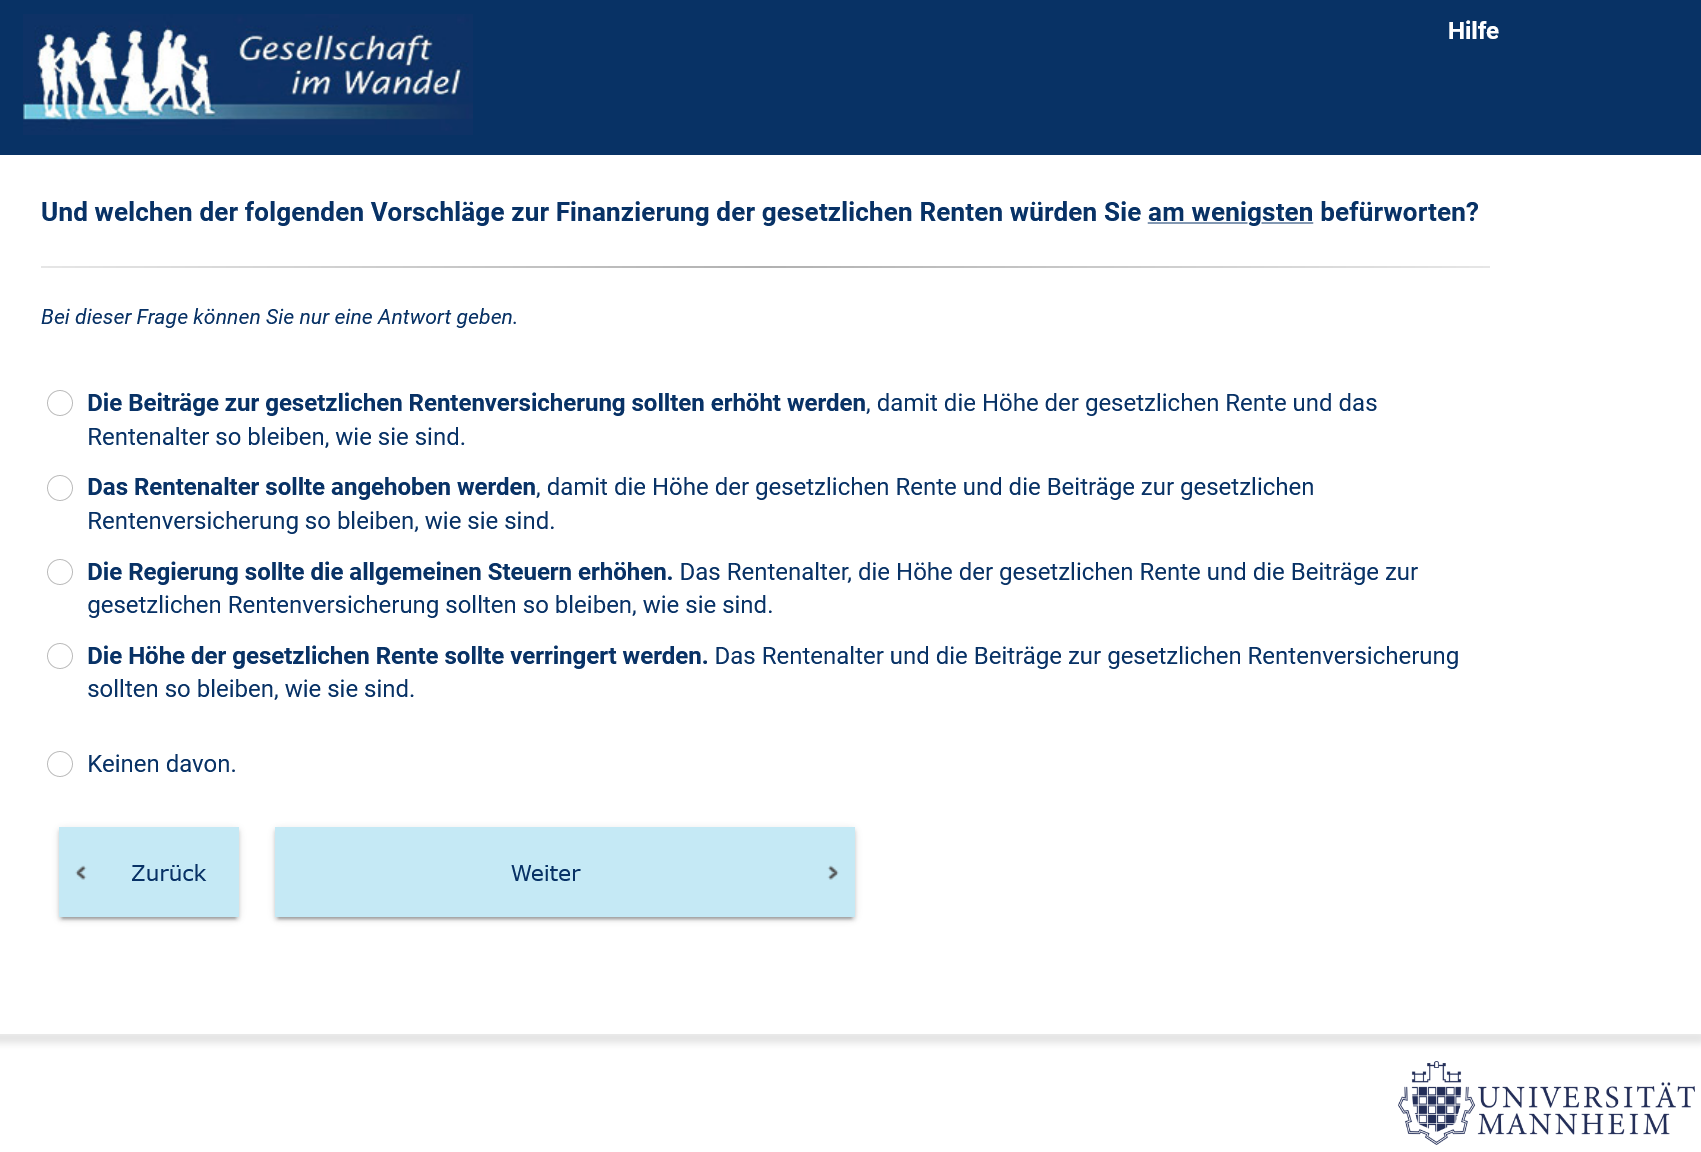 Gesellschaft
im Wandel
Hilfe
Und welchen der folgenden Vorschläge zur Finanzierung der gesetzlichen Renten würden Sie am wenigsten befürworten?
Bei dieser Frage können Sie nur eine Antwort geben.
Die Beiträge zur gesetzlichen Rentenversicherung sollten erhöht werden, damit die Höhe der gesetzlichen Rente und das
Rentenalter so bleiben, wie sie sind.
Das Rentenalter sollte angehoben werden, damit die Höhe der gesetzlichen Rente und die Beiträge zur gesetzlichen
Rentenversicherung so bleiben, wie sie sind.
Die Regierung sollte die allgemeinen Steuern erhöhen. Das Rentenalter, die Höhe der gesetzlichen Rente und die Beiträge zur
gesetzlichen Rentenversicherung sollten so bleiben, wie sie sind.
Die Höhe der gesetzlichen Rente sollte verringert werden. Das Rentenalter und die Beiträge zur gesetzlichen Rentenversicherung
sollten so bleiben, wie sie sind.
Keinen davon.
Zurück
Weiter
UNIVERSITÄT
MANNHEIM